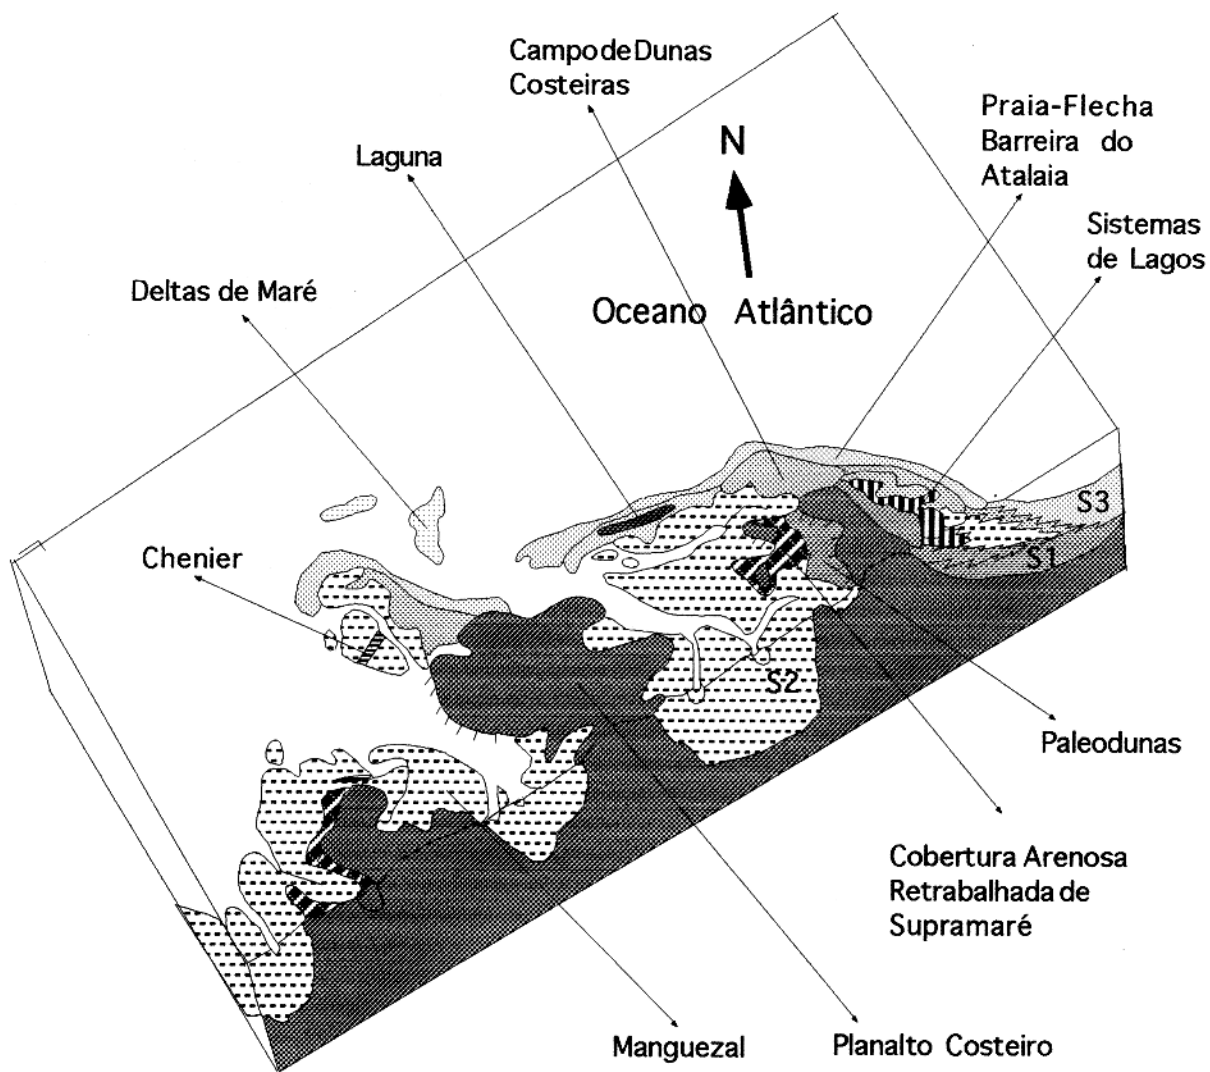 Campo de Dunas
Costeiras
Praia-Flecha
Barreira do
Atalaia
N
Laguna
Sistemas
de Lagos
Deltas de Maré
Oceano Atlântico
S3
Chenier
S1
S2
Paleodunas
Cobertura Arenosa
Retrabalhada de
Supramaré
Manguezal
Planalto Costeiro